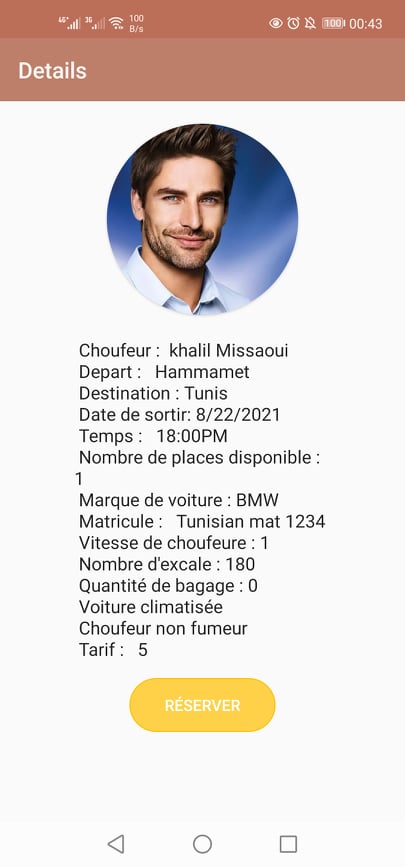 4G+ 3G 100 B/s 100 00:43
Details
Choufeur : khalil Missaoui
Depart : Hammamet
Destination : Tunis
Date de sortir: 8/22/2021
Temps : 18:00PM
Nombre de places disponible :
1
Marque de voiture : BMW
Matricule : Tunisian mat 1234
Vitesse de choufeure : 1
Nombre d'excale : 180
Quantité de bagage : 0
Voiture climatisée
Choufeur non fumeur
Tarif : 5
RÉSERVER